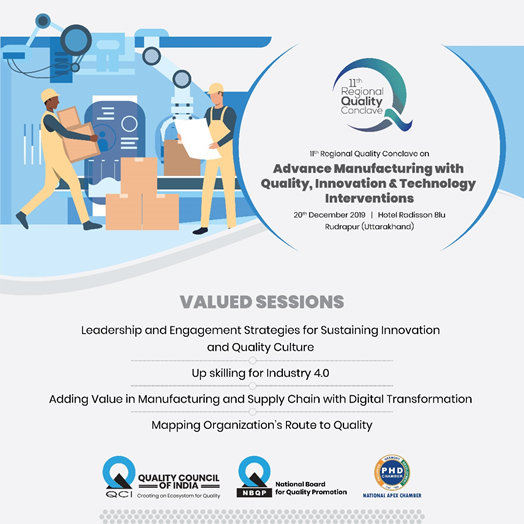 11th
Regional
Quality
Conclave
11th Regional Quality Conclave on
Advance Manufacturing with
Quality, Innovation & Technology
Interventions
20th December 2019 | Hotel Radisson Blu
Rudrapur (Uttarakhand)
VALUED SESSIONS
Leadership and Engagement Strategies for Sustaining Innovation
and Quality Culture
Up skilling for Industry 4.0
Adding Value in Manufacturing and Supply Chain with Digital Transformation
Mapping Organization's Route to Quality
QCI
QUALITY COUNCIL
OF INDIA
Creating an Ecosystem for Quality
NBQP
National Board
for Quality Promotion
PHD
CHAMBER
NATIONAL APEX CHAMBER